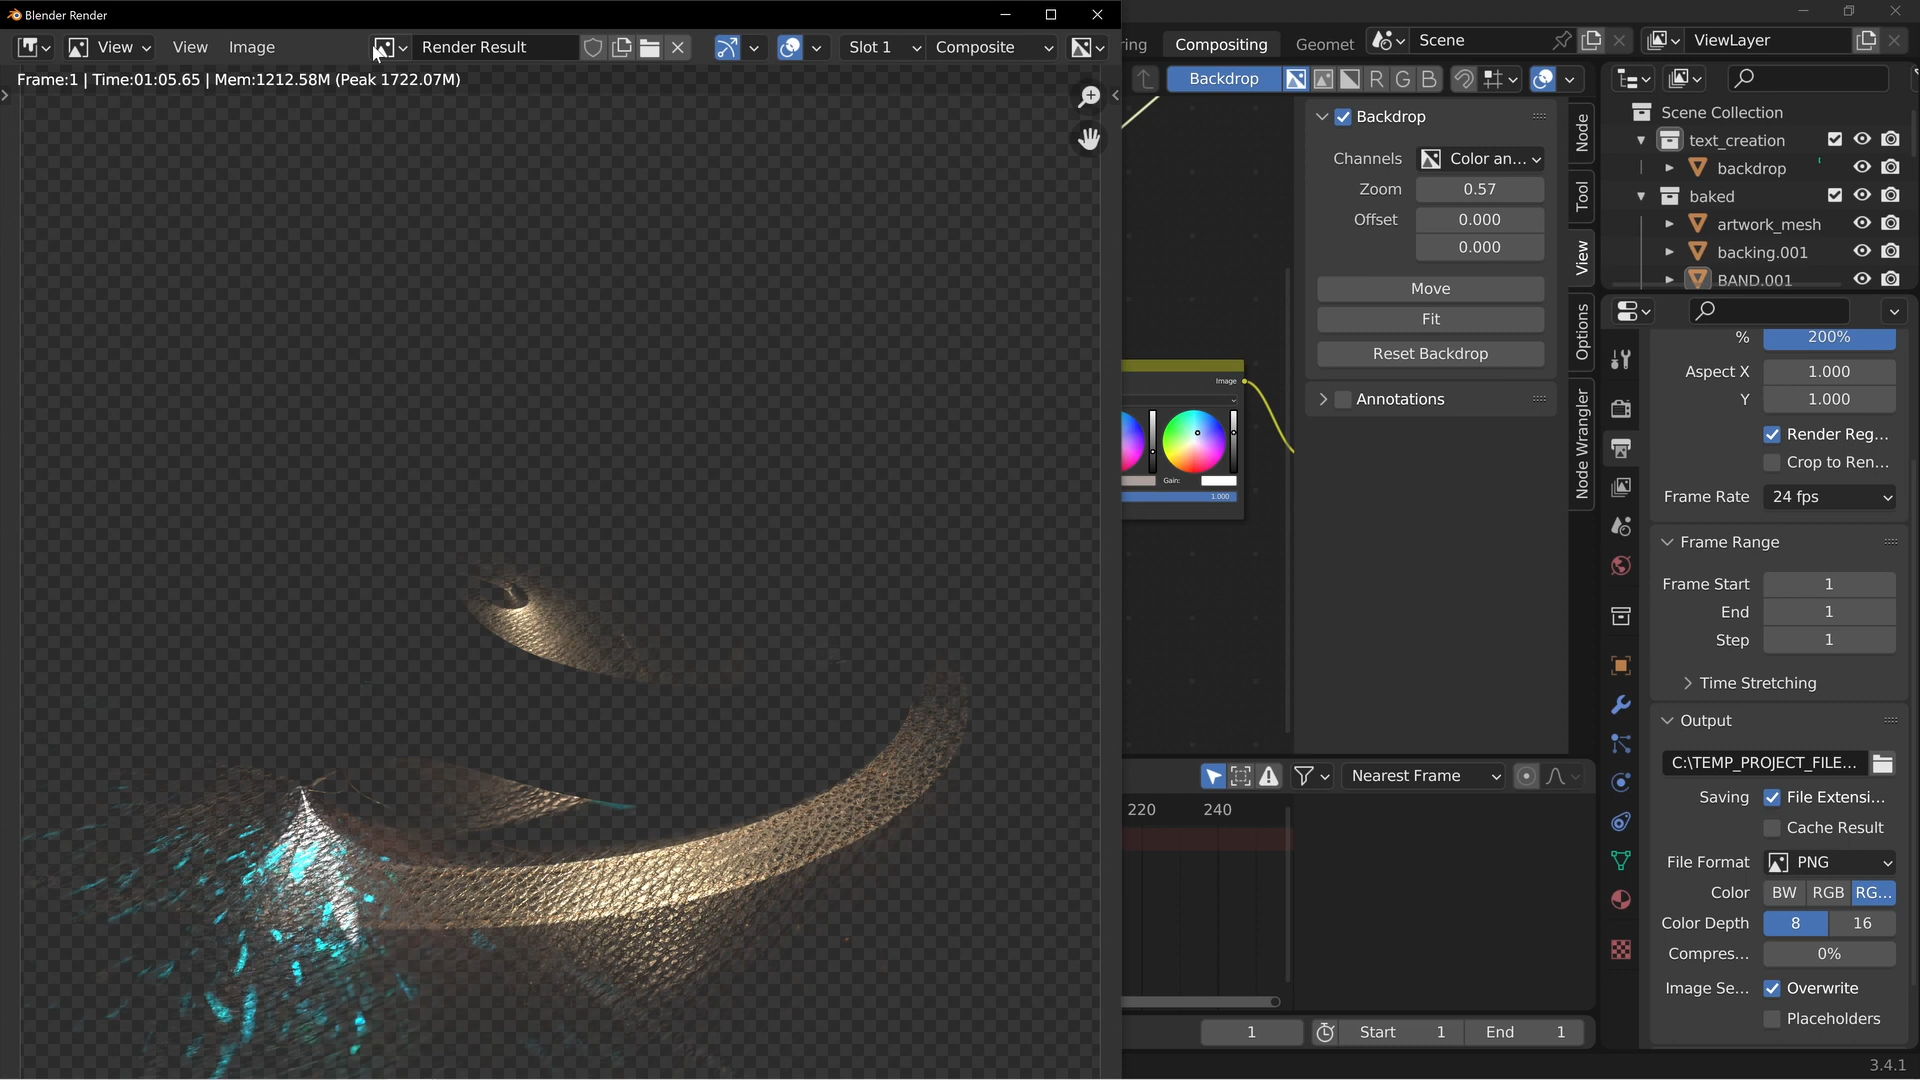 Blender Render
View
View
Image
Render Result
Slot 1
Composite
Frame:1 | Time:01:05.65 | Mem:1212.58M (Peak 1722.07M)
ring
Compositing
Geomet
Scene
ViewLayer
Backdrop
R
G
B
Backdrop
Channels
Color an...
Zoom
0.57
Offset
0.000
0.000
Move
Fit
Reset Backdrop
Annotations
Node
Tool
View
Options
Node Wrangler
Image
Gain:
1.000
Scene Collection
text_creation
backdrop
baked
artwork_mesh
backing.001
BAND.001
%
200%
Aspect X
1.000
Y
1.000
Render Reg...
Crop to Ren...
Frame Rate
24 fps
Frame Range
Frame Start
1
End
1
Step
1
Time Stretching
Output
C:\TEMP_PROJECT_FILE...
Saving
File Extensi...
Cache Result
File Format
PNG
Color
BW
RGB
RG...
Color Depth
8
16
Compres...
0%
Image Se...
Overwrite
Placeholders
Nearest Frame
220
240
1
Start
1
End
1
3.4.1